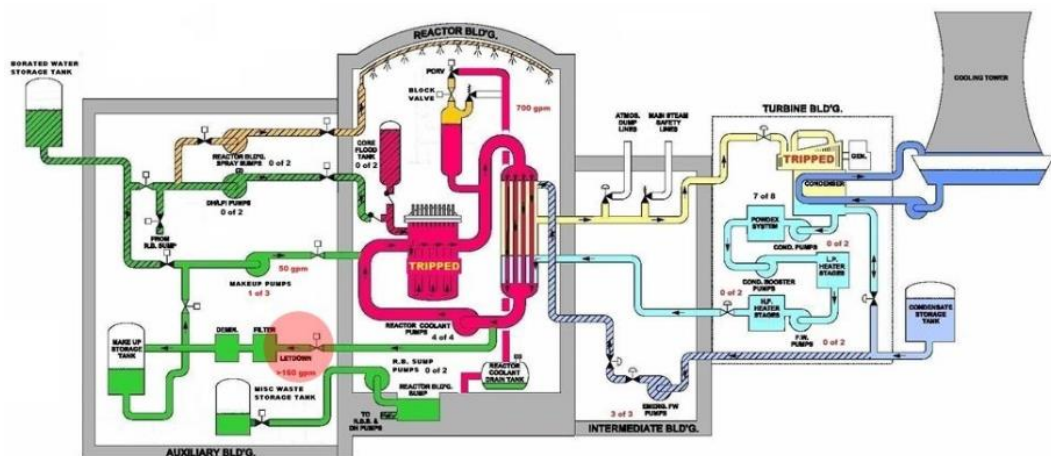 BORATED WATER
STORAGE TANK
REACTOR BLD'G.
PORV
BLOCK
VALVE
700 gpm
COOLING TOWER
TURBINE BLD'G.
ATMOS.
DUMP
LINES
MAIN STEAM
SAFETY
LINES
REACTOR BLDG.
SPRAY PUMPS
0 of 2
CORE
FLOOD
TANK
0 of 2
TRIPPED
GEN.
CONDENSER
DH/LPI PUMPS
0 of 2
7 of 8
POWDEX
SYSTEM
COND. PUMPS
0 of 2
FROM
R.B. SUMP
TRIPPED
L.P.
HEATER
STAGES
COND. BOOSTER
PUMPS
0 of 2
50 gpm
MAKEUP PUMPS
1 of 3
H.P.
HEATER
STAGES
CONDENSATE
STORAGE
TANK
REACTOR COOLANT
PUMPS
4 of 4
F.W.
PUMPS
0 of 2
MAKE UP
STORAGE
TANK
DEMIN.
FILTER
LETDOWN
>160 gpm
R.B. SUMP
PUMPS
0 of 2
REACTOR
COOLANT
DRAIN TANK
MISC WASTE
STORAGE TANK
REACTOR BLD'G.
SUMP
EMERG. FW
PUMPS
3 of 3
TO
DH PUMPS
INTERMEDIATE BLD'G.
AUXILIARY BLD'G.